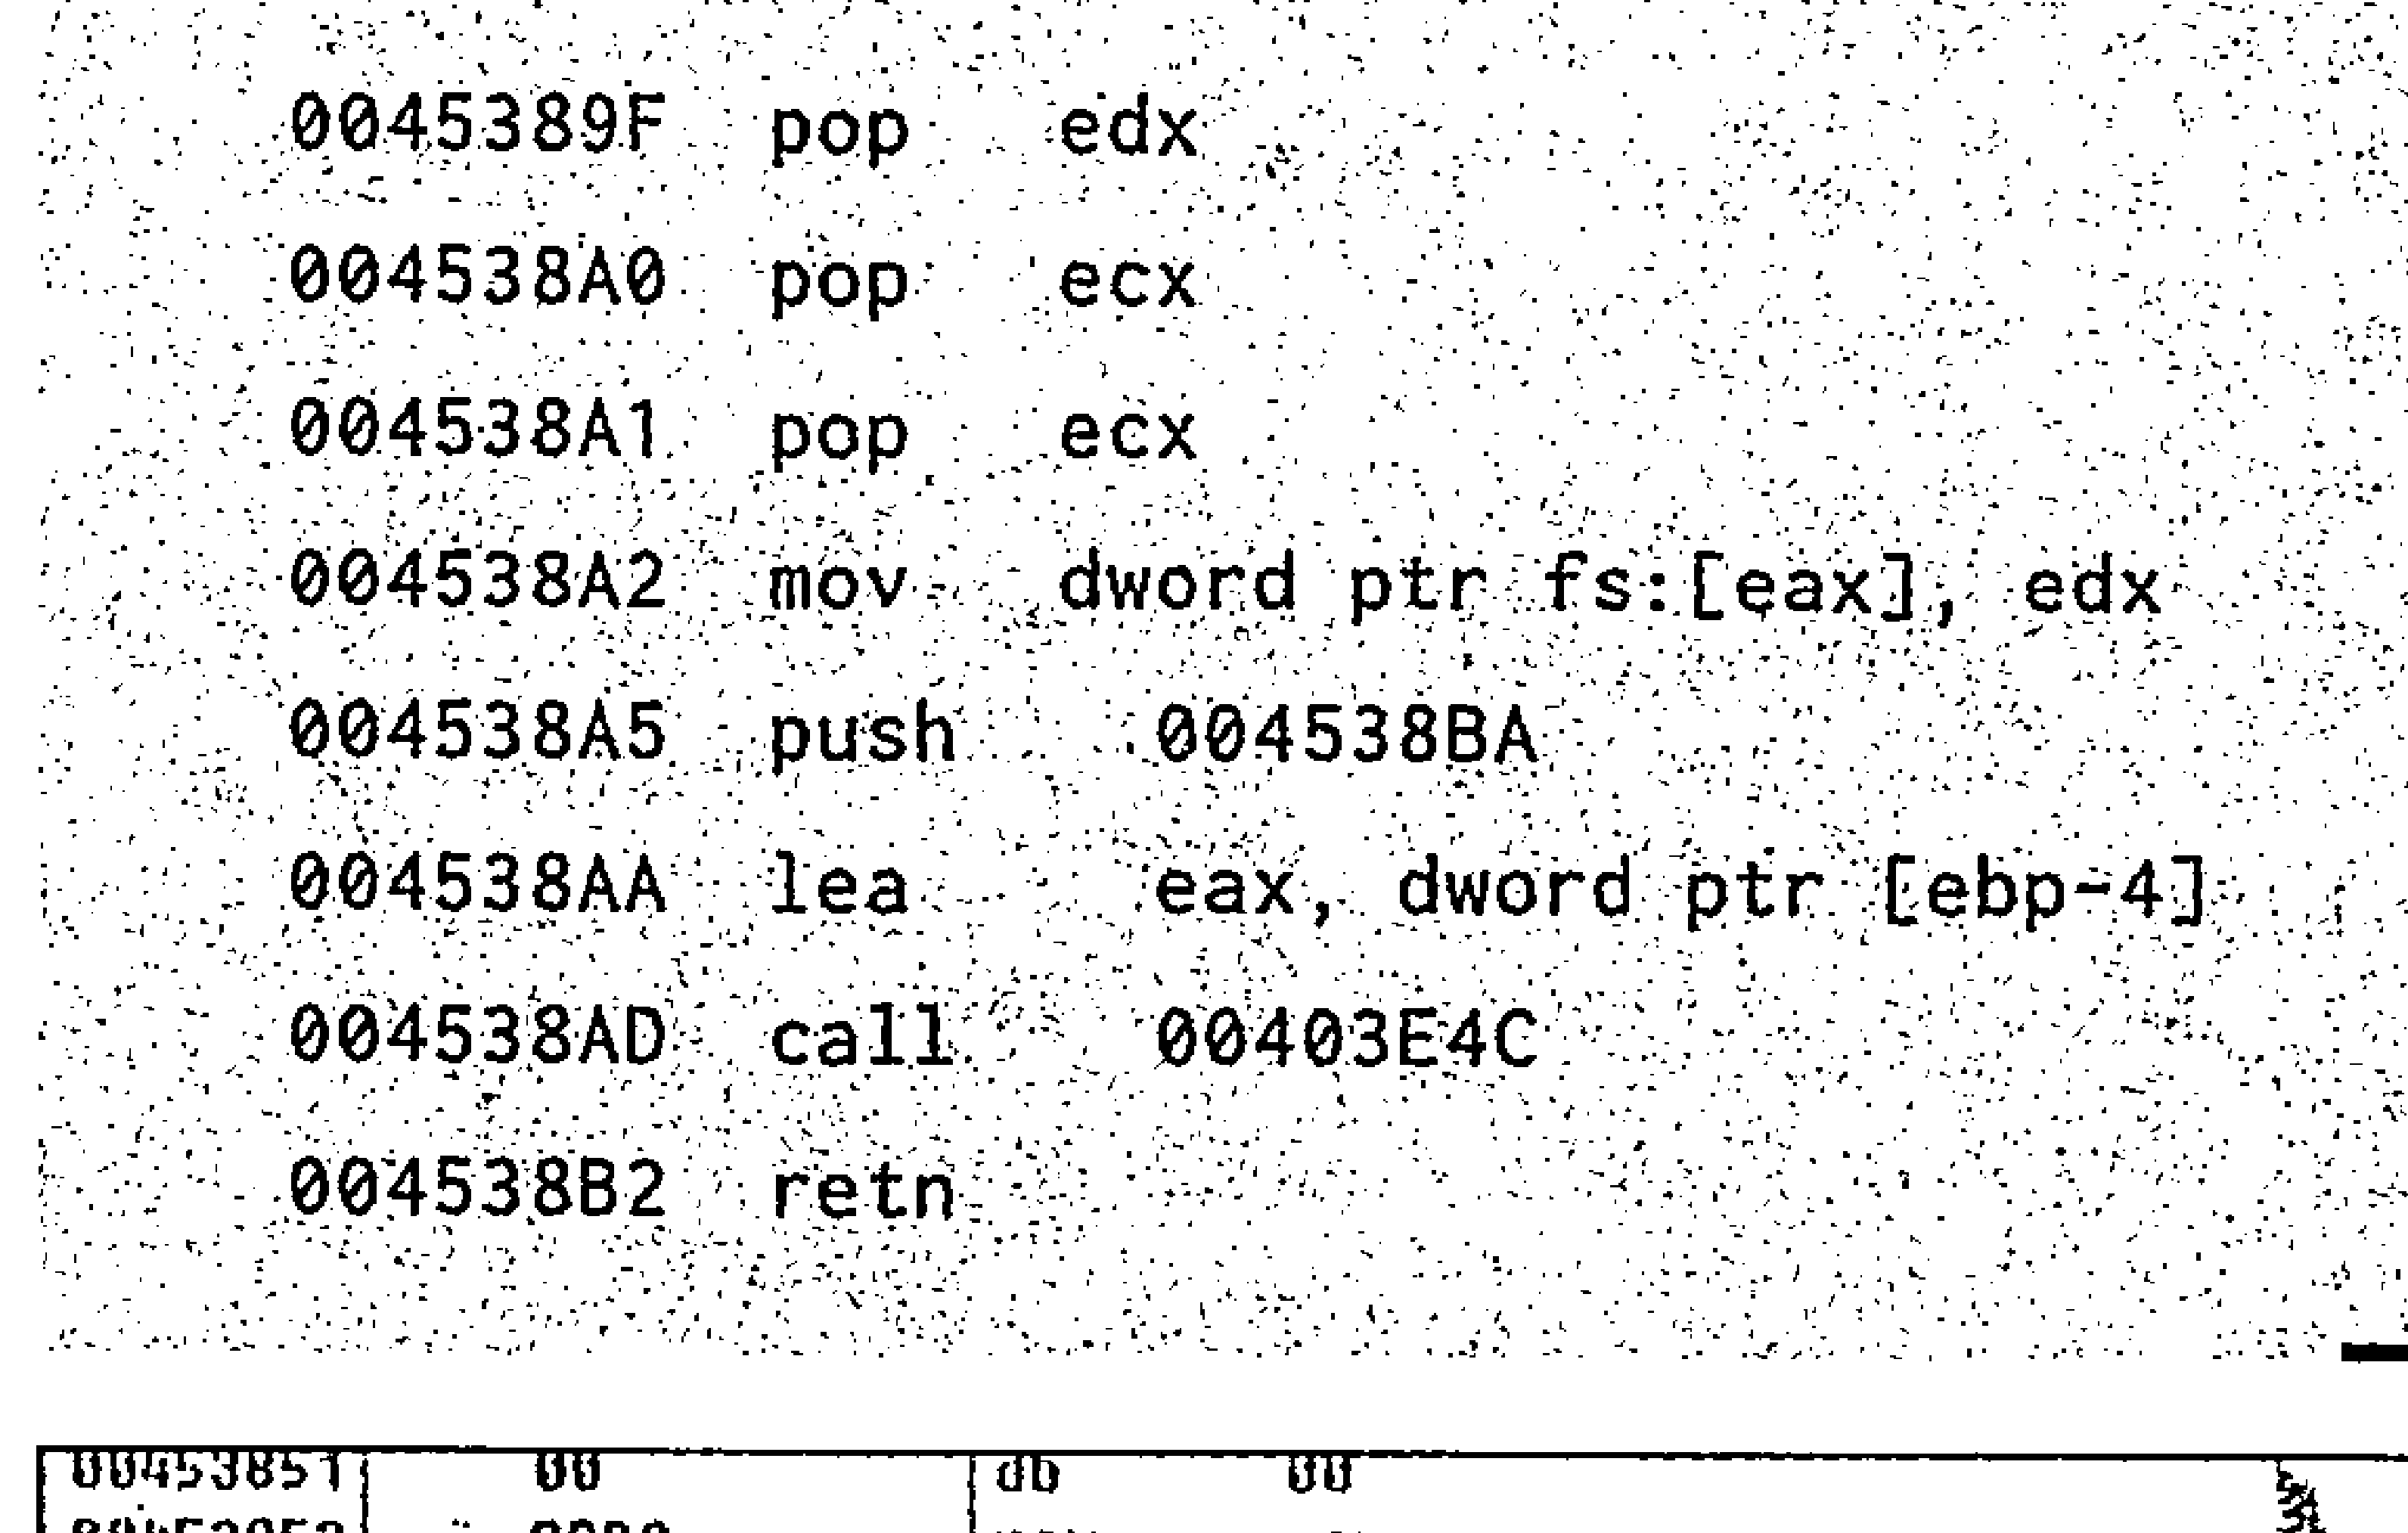 0045389F  pop   edx
004538A0  pop   ecx
004538A1  pop   ecx
004538A2  mov   dword ptr fs:[eax], edx
004538A5  push    004538BA
004538AA  lea     eax, dword ptr [ebp-4]
004538AD  call    00403E4C
004538B2  retn
00453851 00 db 00